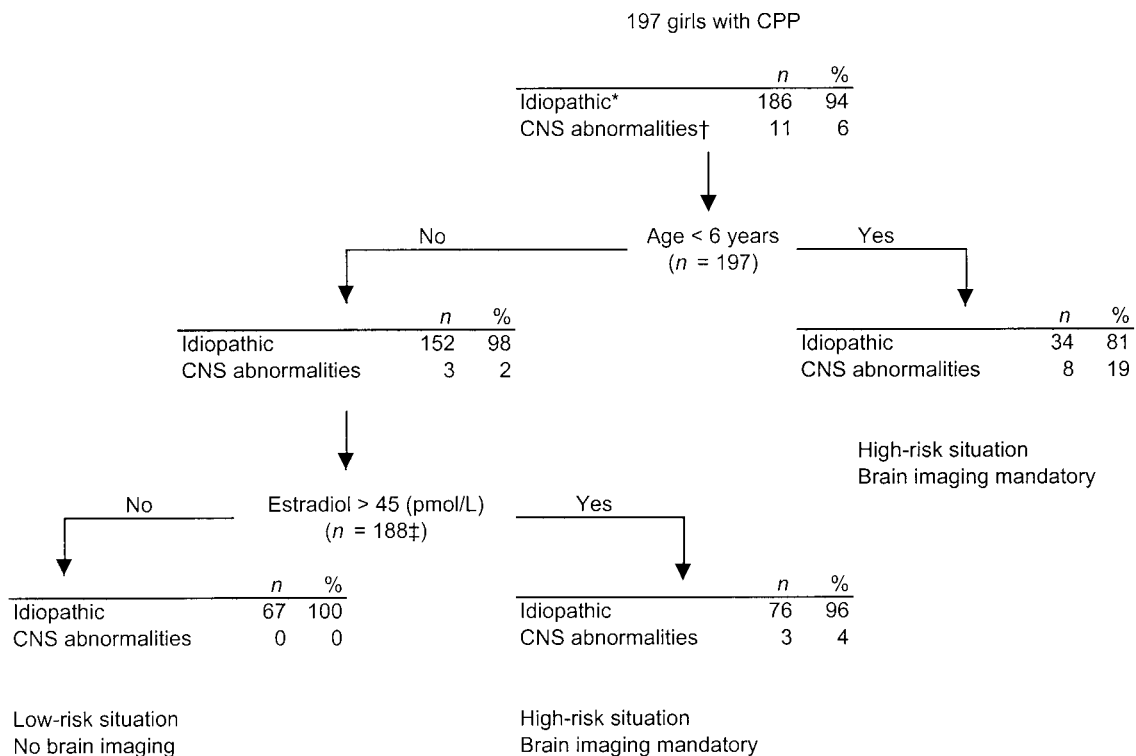 197 girls with CPP
n %
Idiopathic* 186 94
CNS abnormalities† 11 6
No Age < 6 years Yes
(n = 197)
n %
Idiopathic 152 98
CNS abnormalities 3 2
n %
Idiopathic 34 81
CNS abnormalities 8 19
High-risk situation
Brain imaging mandatory
No Estradiol > 45 (pmol/L) Yes
(n = 188‡)
n %
Idiopathic 67 100
CNS abnormalities 0 0
n %
Idiopathic 76 96
CNS abnormalities 3 4
Low-risk situation
No brain imaging
High-risk situation
Brain imaging mandatory